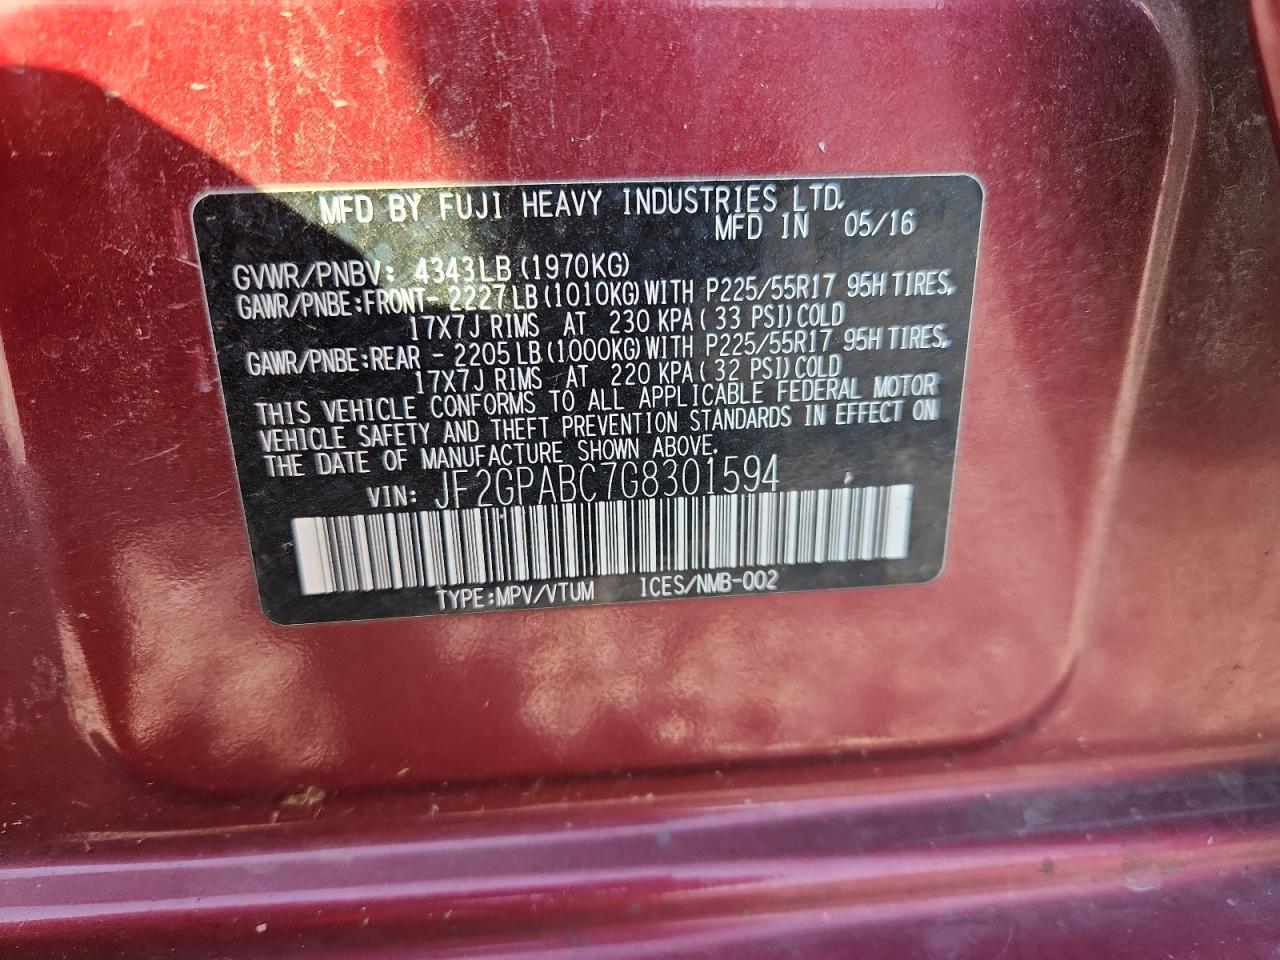 MFD BY FUJI HEAVY INDUSTRIES LTD.
MFD IN 05/16
GVWR/PNBV: 4343LB(1970KG)
GAWR/PNBE:FRONT- 2227LB(1010KG)WITH P225/55R17 95H TIRES,
17X7J RIMS AT 230 KPA(33 PSI)COLD
GAWR/PNBE:REAR - 2205LB(1000KG)WITH P225/55R17 95H TIRES,
17X7J RIMS AT 220 KPA(32 PSI)COLD
THIS VEHICLE CONFORMS TO ALL APPLICABLE FEDERAL MOTOR
VEHICLE SAFETY AND THEFT PREVENTION STANDARDS IN EFFECT ON
THE DATE OF MANUFACTURE SHOWN ABOVE.
VIN: JF2GPABC7G8301594
TYPE:MPV/VTUM ICES/NMB-002